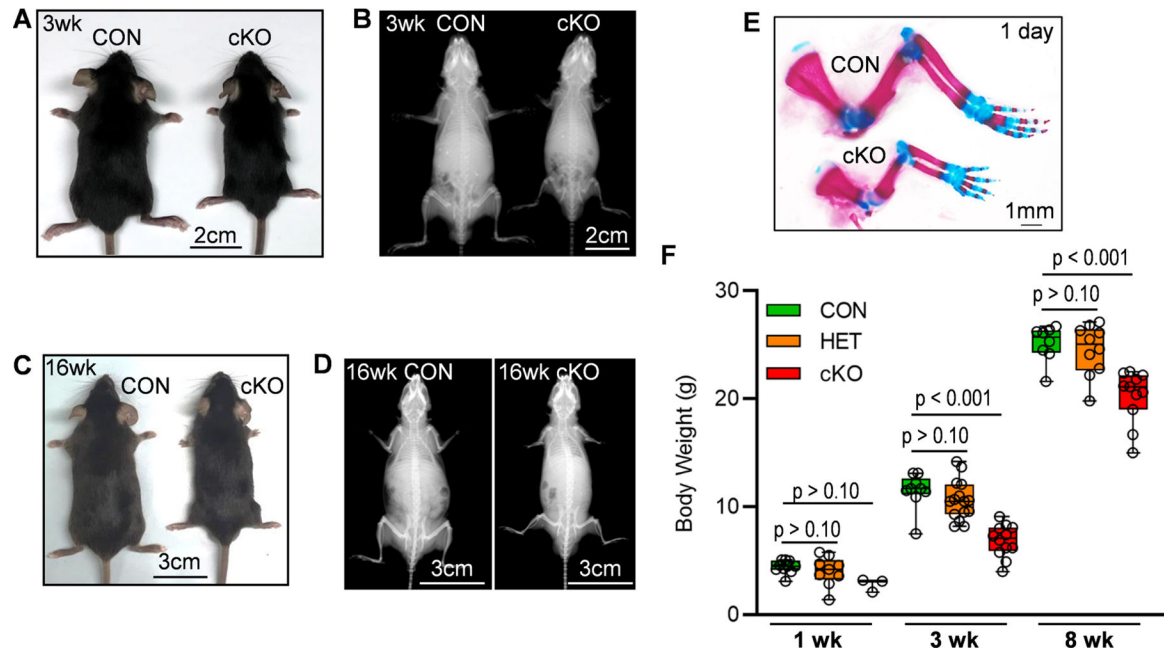 A
3wk
CON
cKO
2cm
B
3wk
CON
cKO
2cm
E
1 day
CON
cKO
1mm
C
16wk
CON
cKO
3cm
D
16wk CON
16wk cKO
3cm
3cm
F
Body Weight (g)
30
20
10
0
CON
HET
cKO
p > 0.10
p > 0.10
p < 0.001
p > 0.10
p < 0.001
p > 0.10
1 wk
3 wk
8 wk